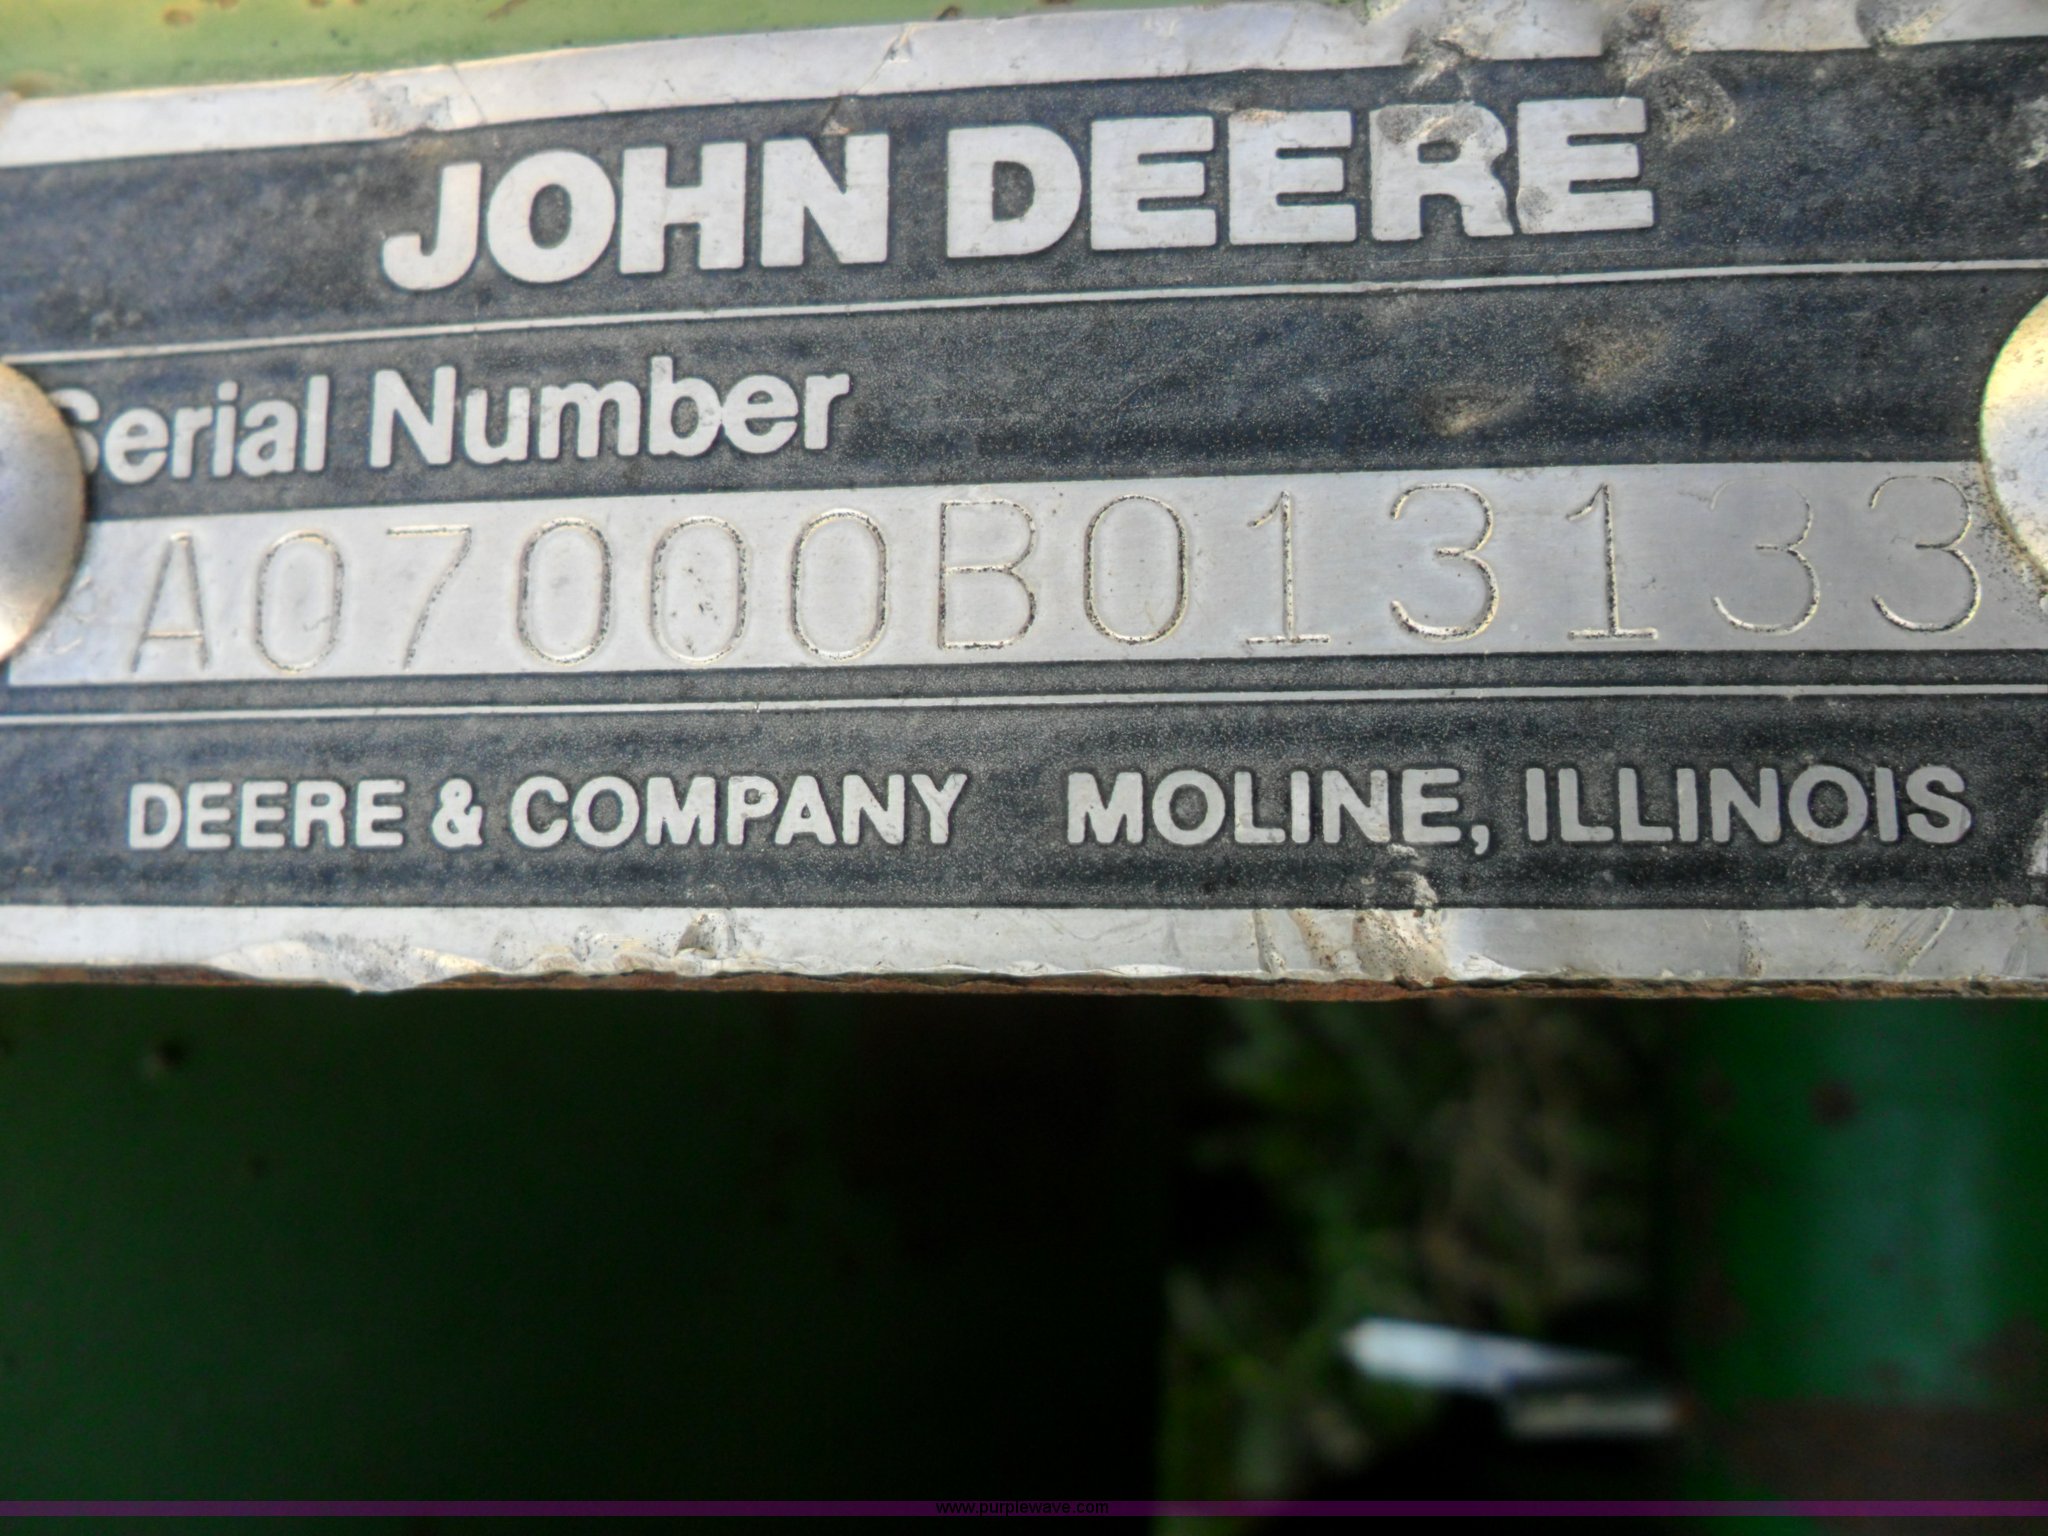 JOHN DEERE
Serial Number
A07000B013133
DEERE & COMPANY MOLINE, ILLINOIS
www.purplewave.com